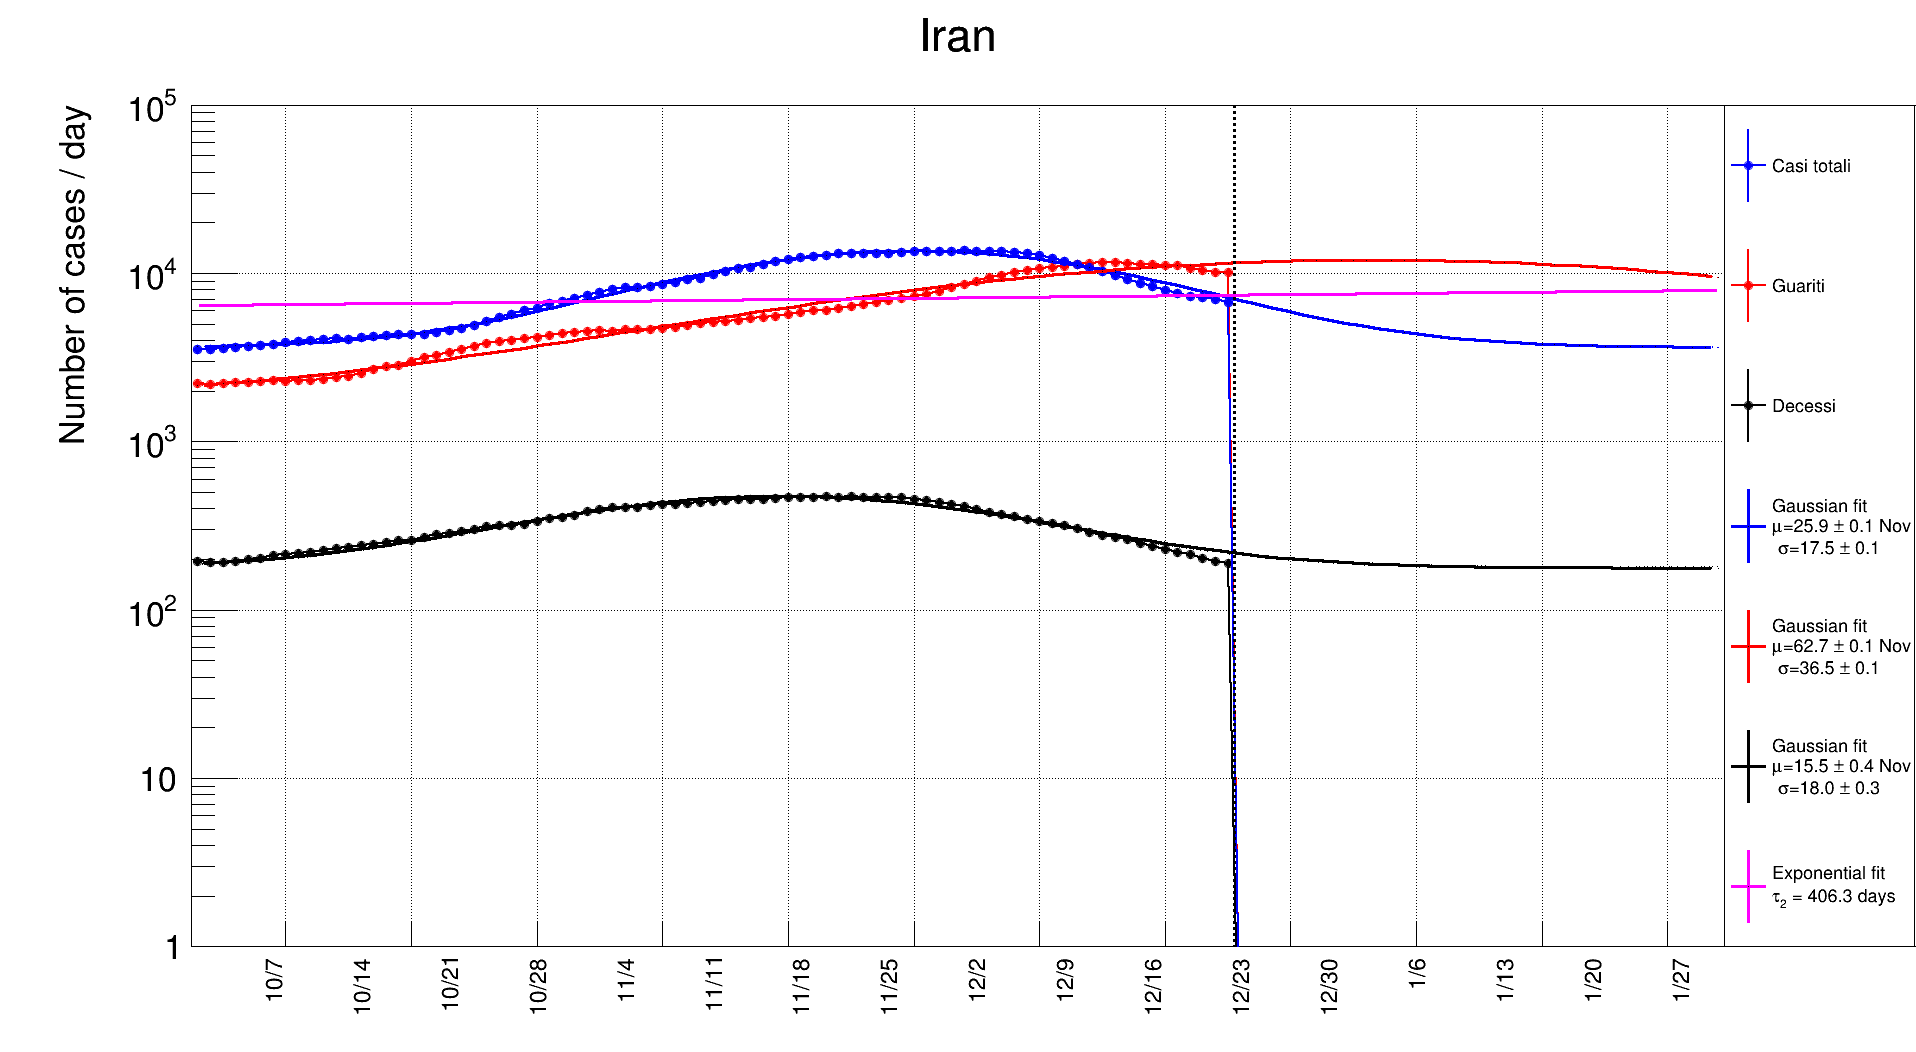 Iran
Number of cases / day
10^5
10^4
10^3
10^2
10
1
10/7
10/14
10/21
10/28
11/4
11/11
11/18
11/25
12/2
12/9
12/16
12/23
12/30
1/6
1/13
1/20
1/27
Casi totali
Guariti
Decessi
Gaussian fit
μ=25.9 ± 0.1 Nov
σ=17.5 ± 0.1
Gaussian fit
μ=62.7 ± 0.1 Nov
σ=36.5 ± 0.1
Gaussian fit
μ=15.5 ± 0.4 Nov
σ=18.0 ± 0.3
Exponential fit
τ₂ = 406.3 days